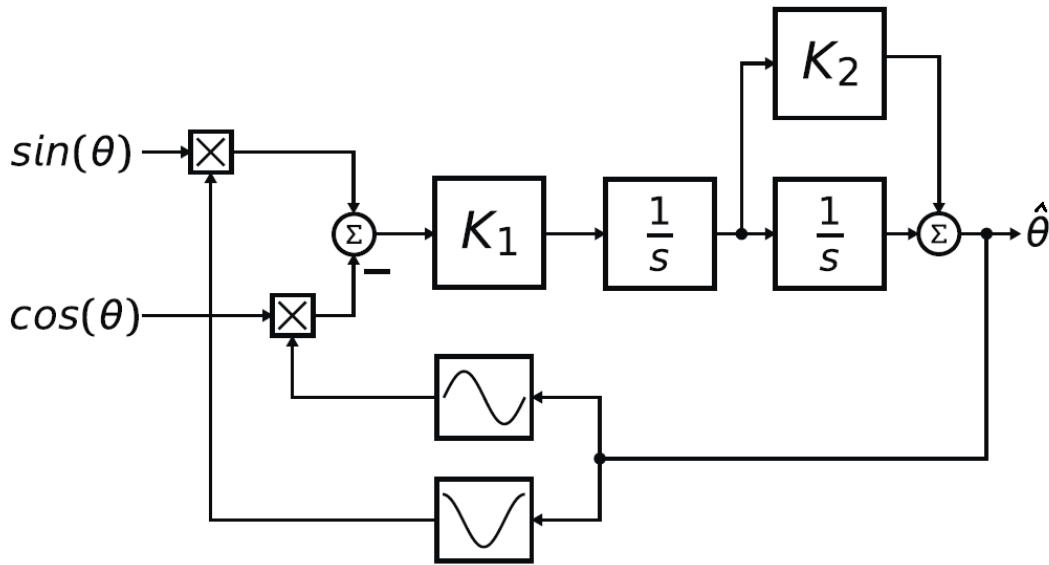 K₂
sin(θ)
Σ
K₁
1/s
1/s
Σ
θ̂
−
cos(θ)